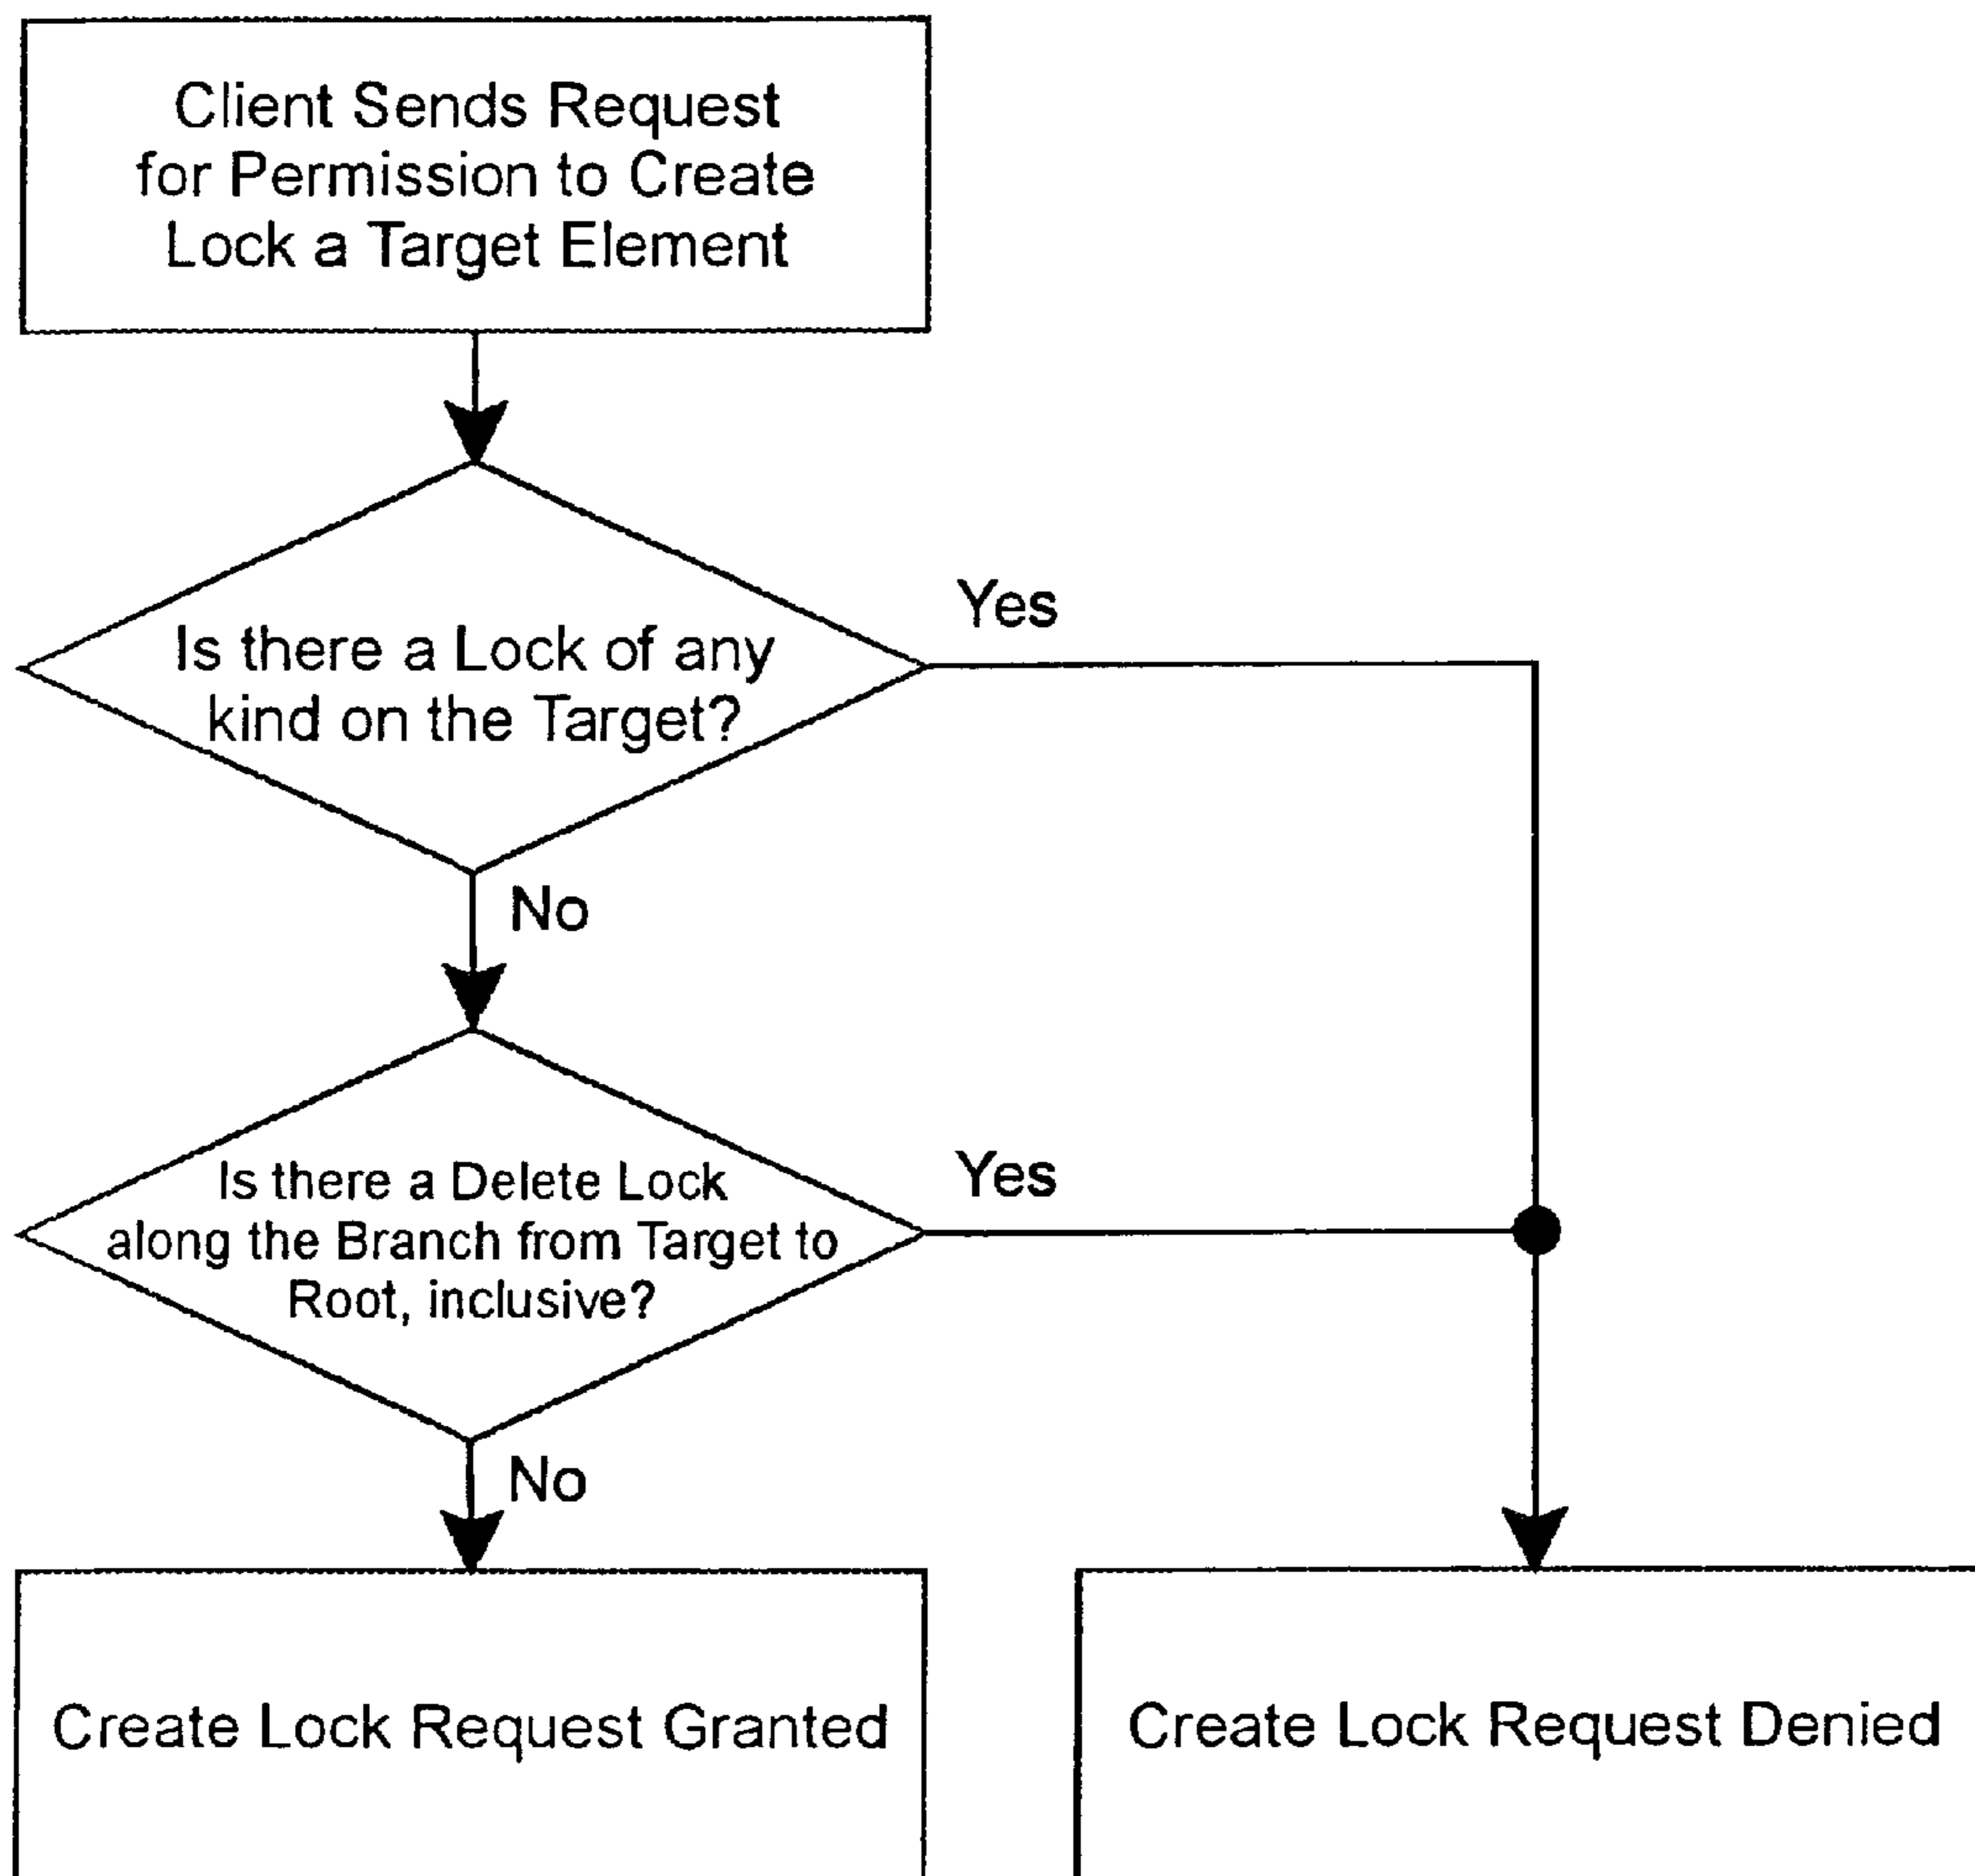 Client Sends Request
for Permission to Create
Lock a Target Element
Is there a Lock of any
kind on the Target?
Yes
No
Is there a Delete Lock
along the Branch from Target to
Root, inclusive?
Yes
No
Create Lock Request Granted
Create Lock Request Denied